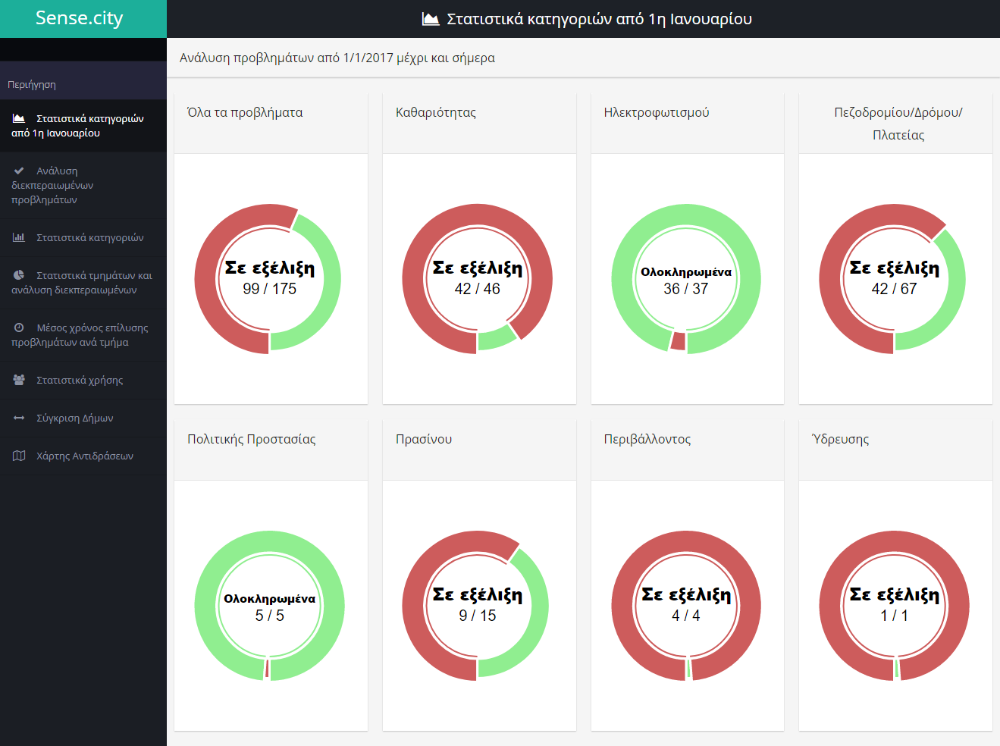 Sense.city
Στατιστικά κατηγοριών από 1η Ιανουαρίου
Ανάλυση προβλημάτων από 1/1/2017 μέχρι και σήμερα
Περιήγηση
Στατιστικά κατηγοριών
από 1η Ιανουαρίου
Ανάλυση
διεκπεραιωμένων
προβλημάτων
Στατιστικά κατηγοριών
Στατιστικά τμημάτων και
ανάλυση διεκπεραιωμένων
Μέσος χρόνος επίλυσης
προβλημάτων ανά τμήμα
Στατιστικά χρήσης
Σύγκριση Δήμων
Χάρτης Αντιδράσεων
Όλα τα προβλήματα
Σε εξέλιξη
99 / 175
Καθαριότητας
Σε εξέλιξη
42 / 46
Ηλεκτροφωτισμού
Ολοκληρωμένα
36 / 37
Πεζοδρομίου/Δρόμου/
Πλατείας
Σε εξέλιξη
42 / 67
Πολιτικής Προστασίας
Ολοκληρωμένα
5 / 5
Πρασίνου
Σε εξέλιξη
9 / 15
Περιβάλλοντος
Σε εξέλιξη
4 / 4
Ύδρευσης
Σε εξέλιξη
1 / 1